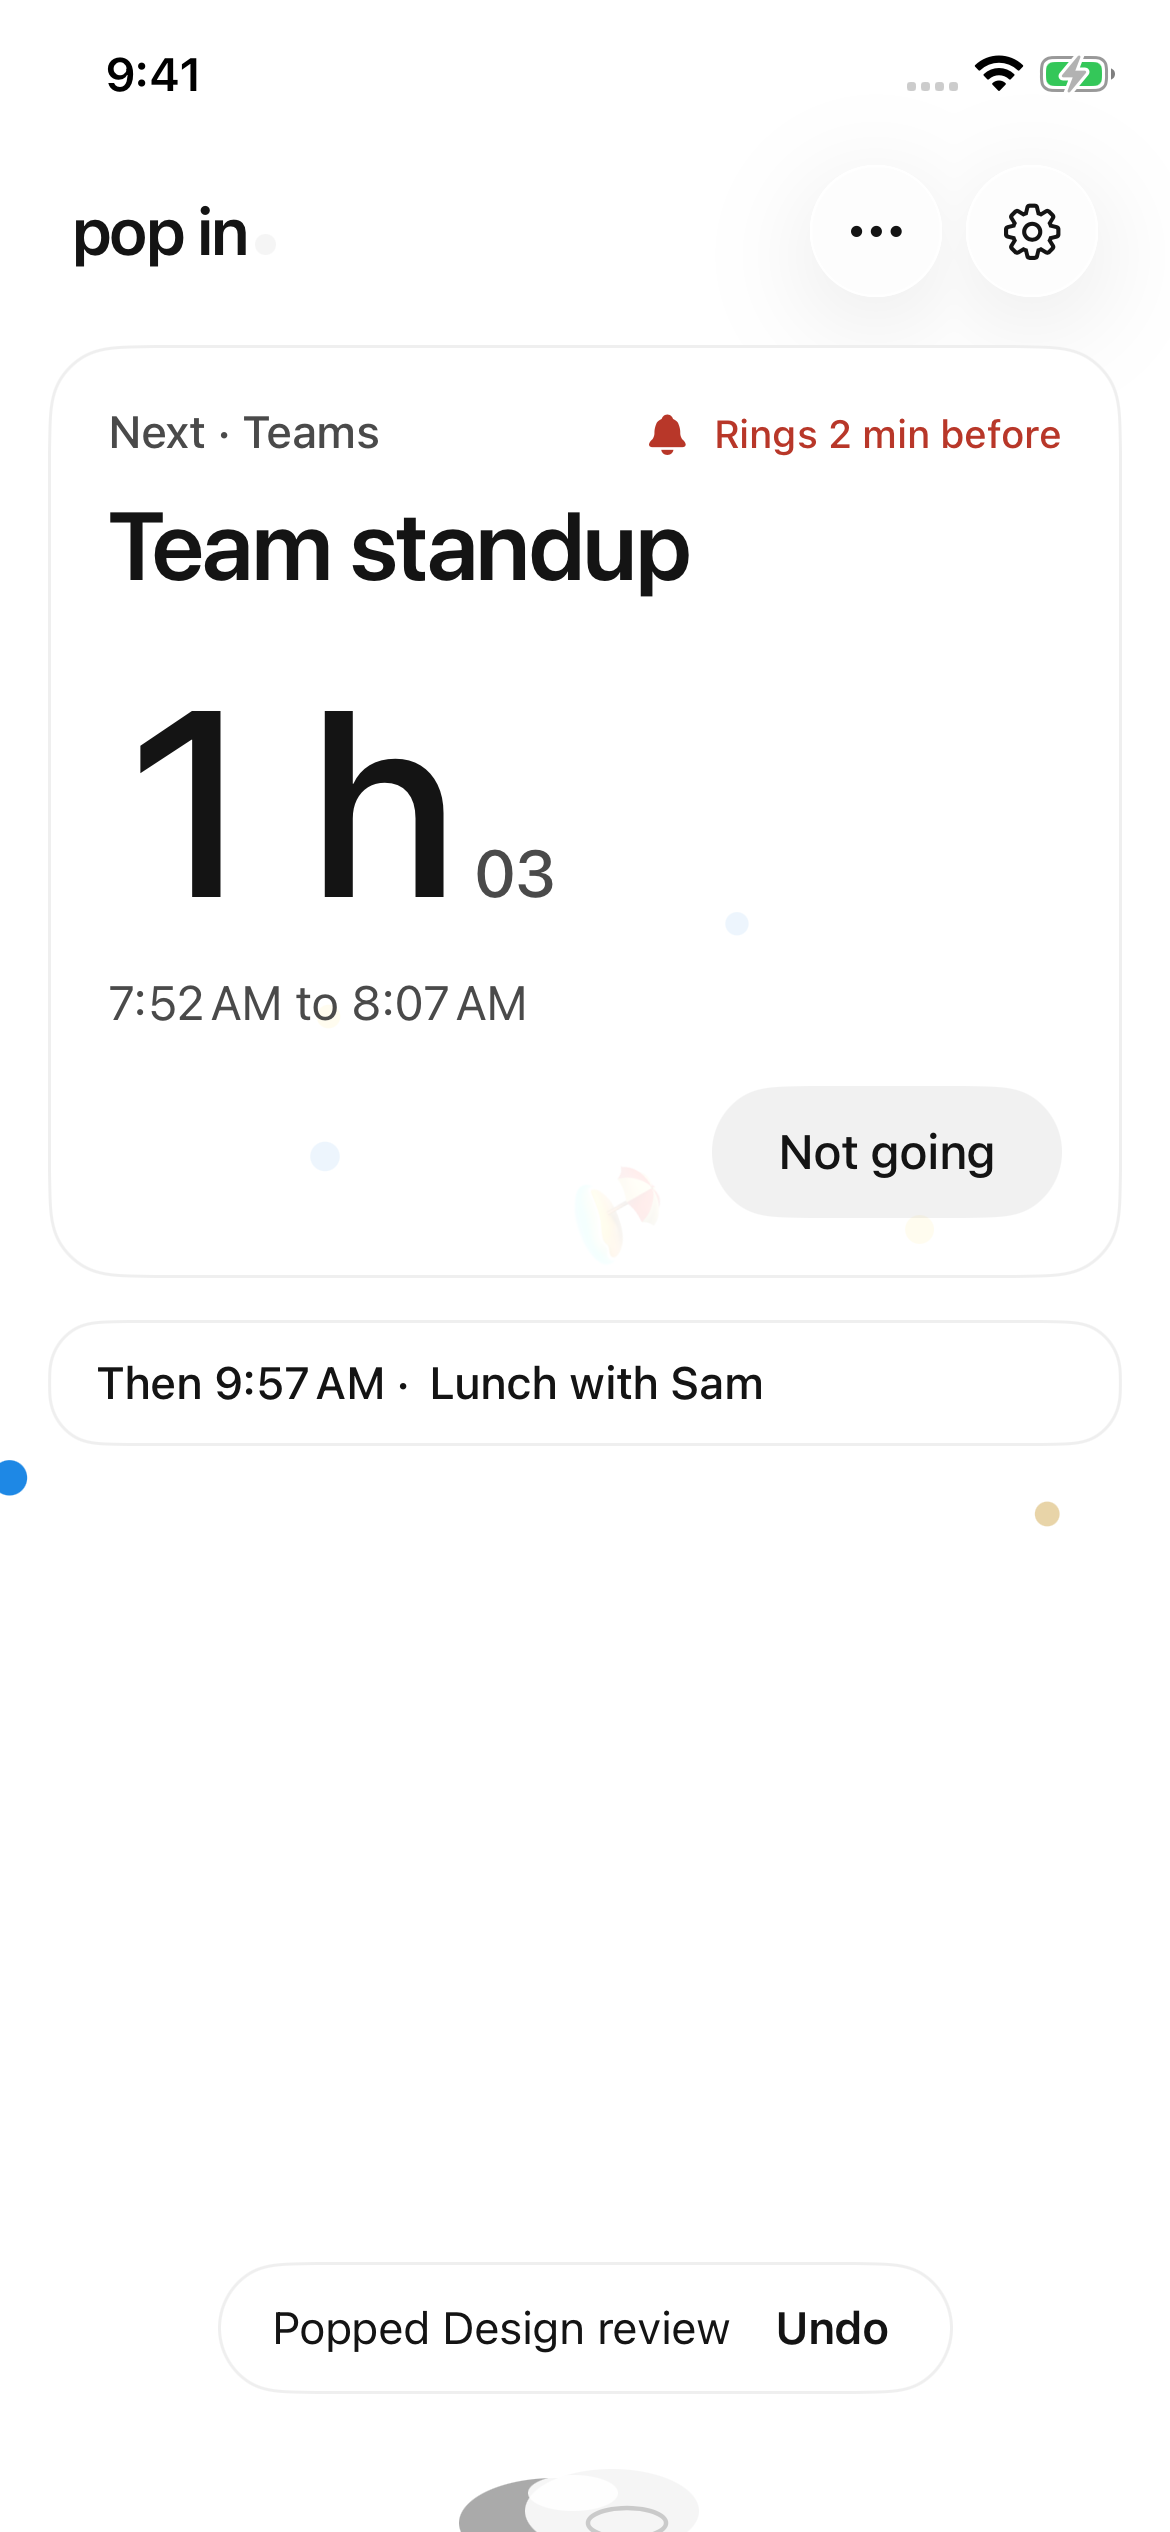 9:41
pop in
Next · Teams
Rings 2 min before
Team standup
1 h 03
7:52 AM to 8:07 AM
Not going
Then 9:57 AM · Lunch with Sam
Popped Design review Undo